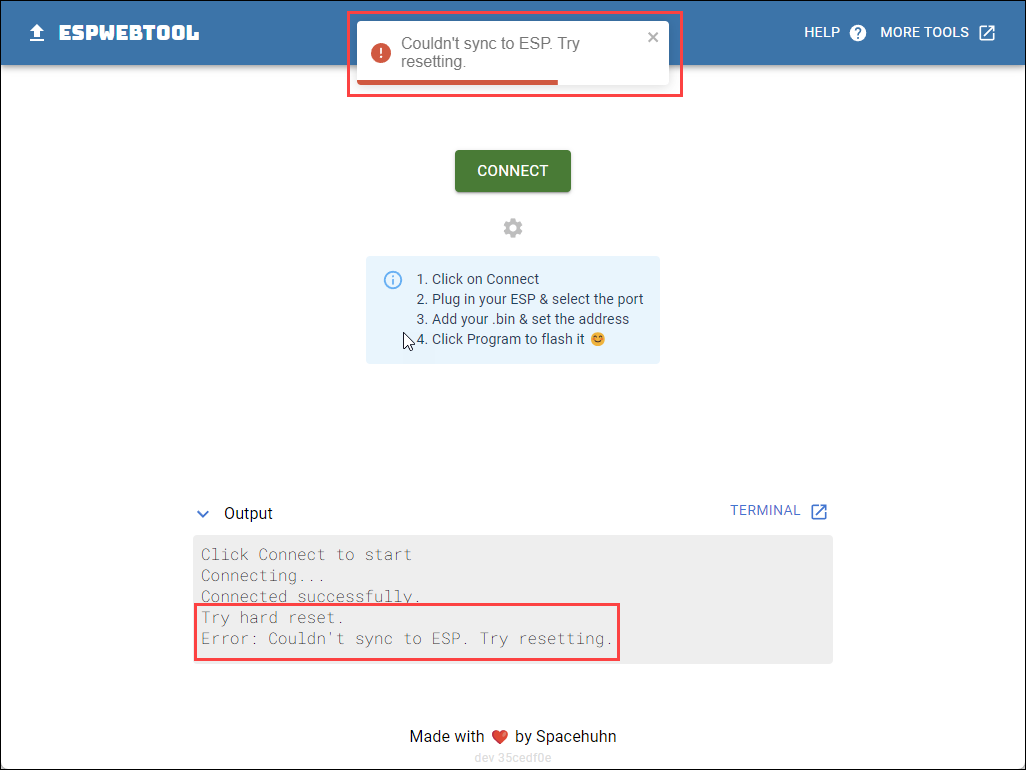 ESPWEBTOOL
Couldn't sync to ESP. Try
resetting.
HELP
MORE TOOLS
CONNECT
1. Click on Connect
2. Plug in your ESP & select the port
3. Add your .bin & set the address
4. Click Program to flash it 😊
Output
TERMINAL
Click Connect to start
Connecting...
Connected successfully.
Try hard reset.
Error: Couldn't sync to ESP. Try resetting.
Made with ❤️ by Spacehuhn
dev 35cedf0e